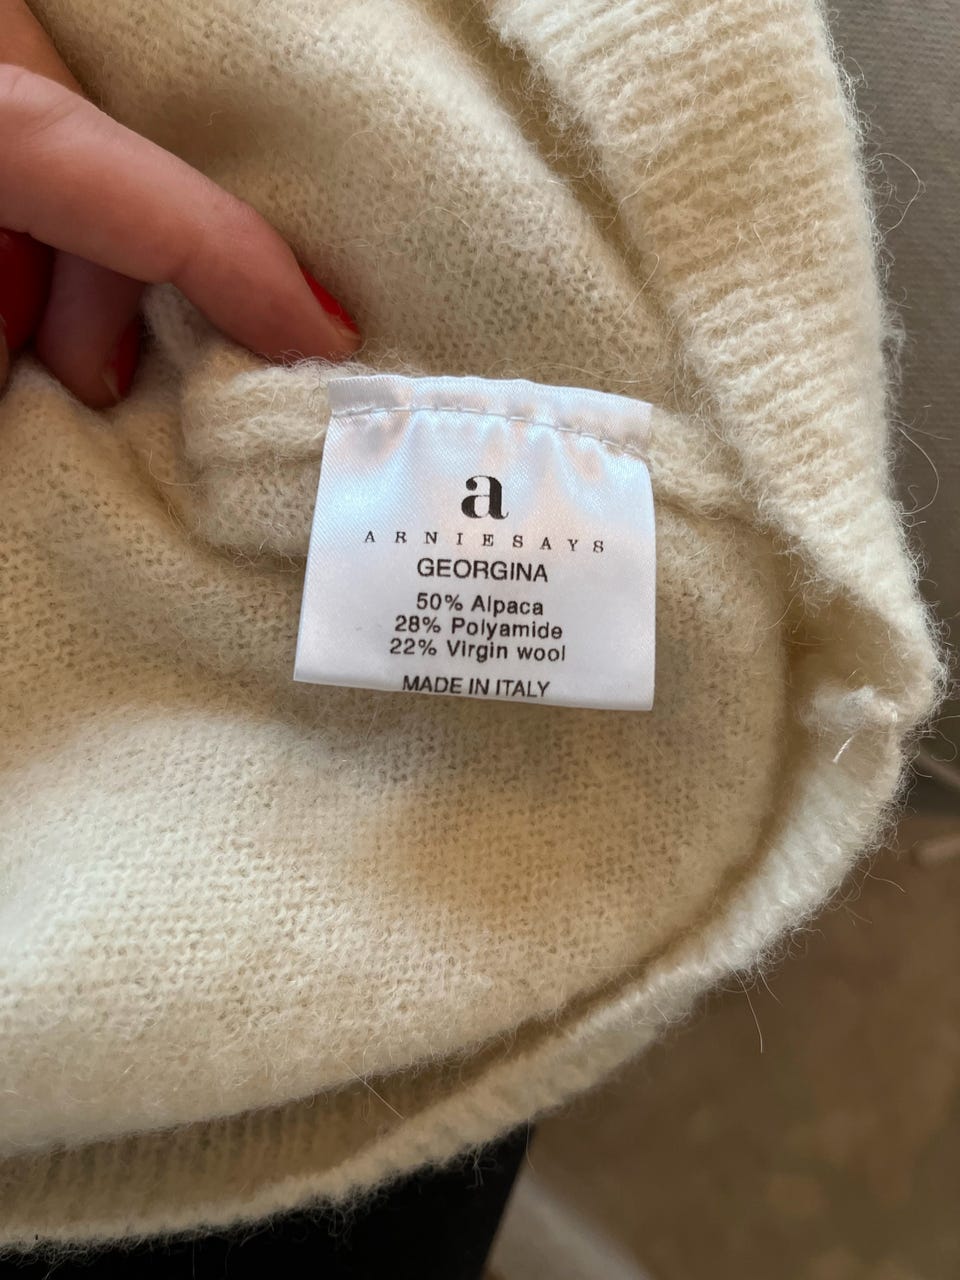 a
ARNIESAYS
GEORGINA
50% Alpaca
28% Polyamide
22% Virgin wool
MADE IN ITALY